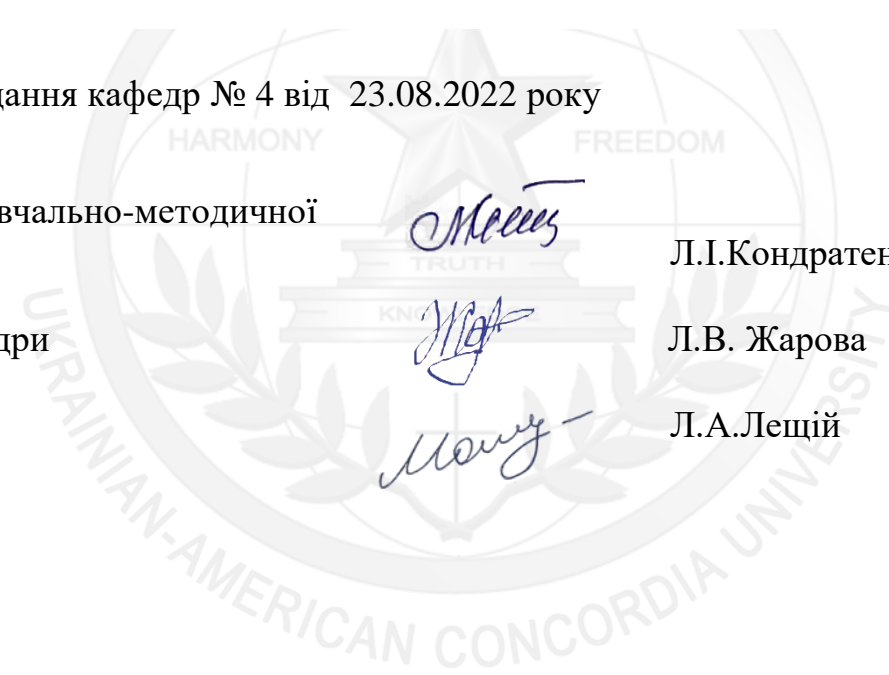 дання кафедр № 4 від 23.08.2022 року
HARMONY FREEDOM
вчально-методичної
Л.І.Кондратен
TRUTH
дри Л.В. Жарова
Л.А.Лещій
UKRAINIAN-AMERICAN CONCORDIA UNIVERSITY